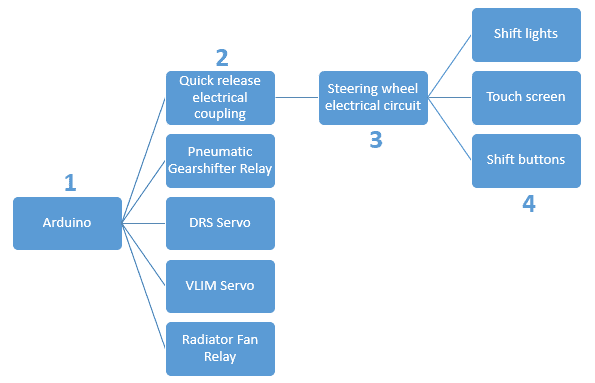 1
Arduino
2
Quick release
electrical
coupling
Pneumatic
Gearshifter Relay
DRS Servo
VLIM Servo
Radiator Fan
Relay
Steering wheel
electrical circuit
3
Shift lights
Touch screen
Shift buttons
4